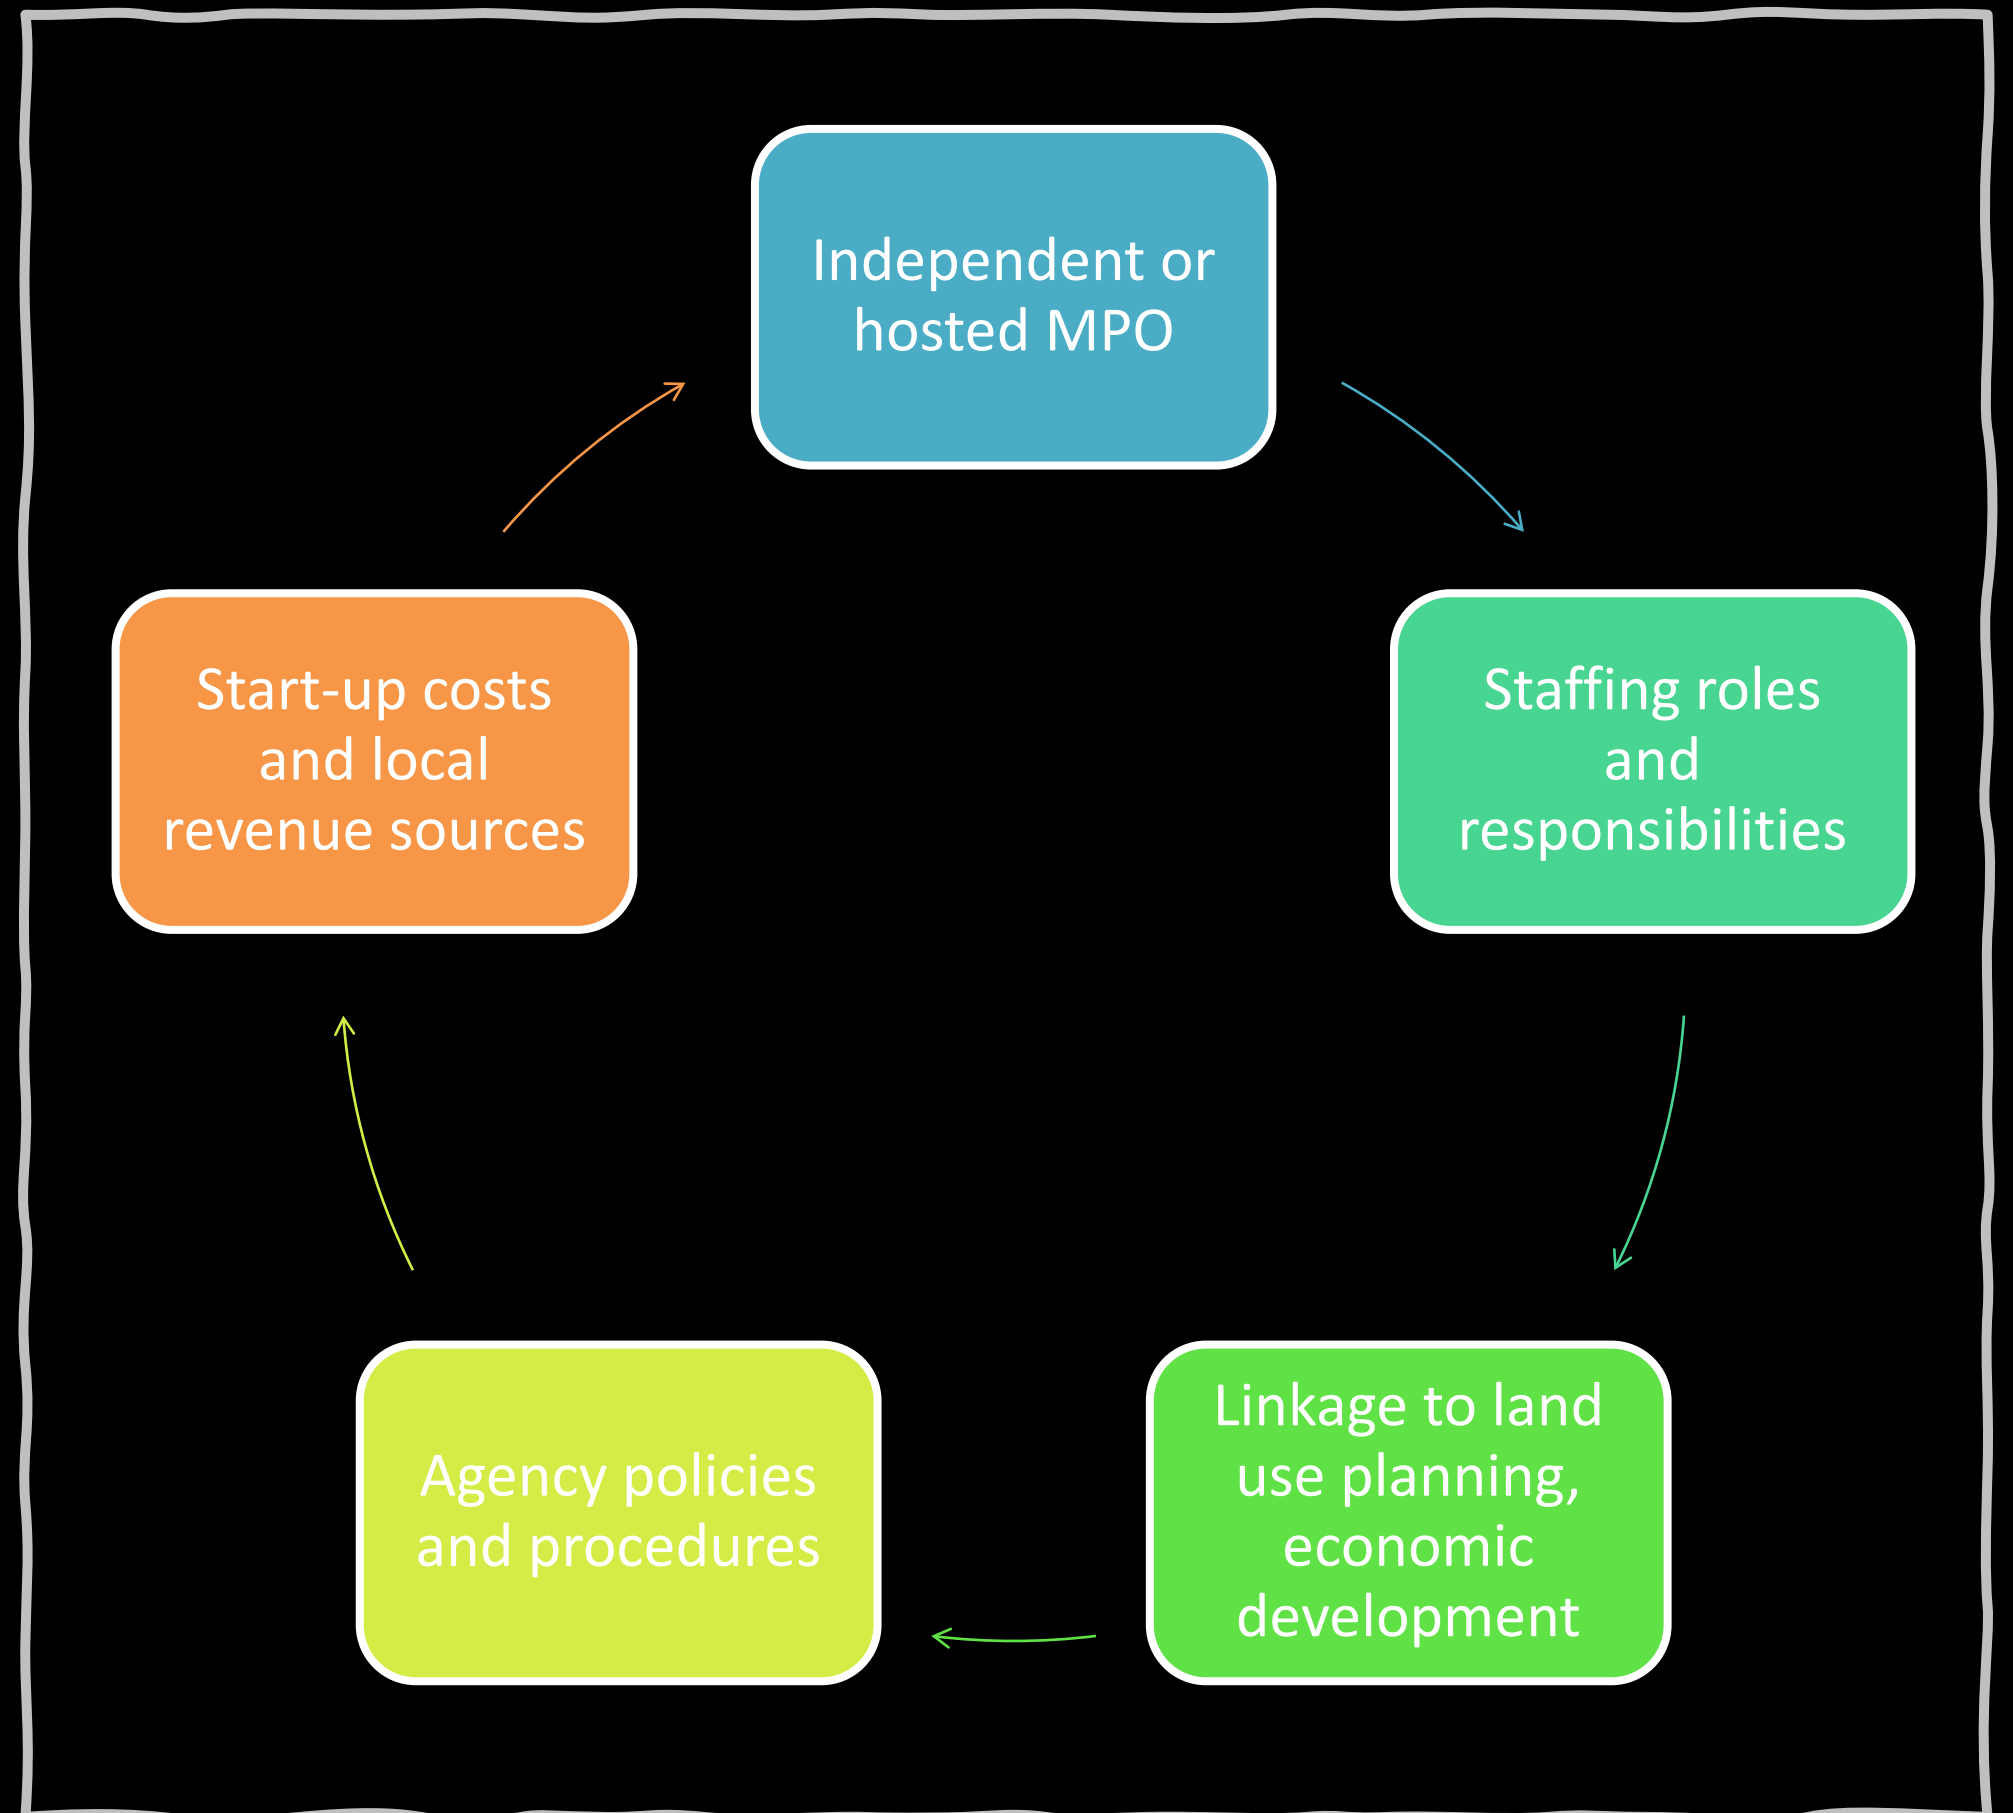 Independent or
hosted MPO
Staffing roles
and
responsibilities
Linkage to land
use planning,
economic
development
Agency policies
and procedures
Start-up costs
and local
revenue sources